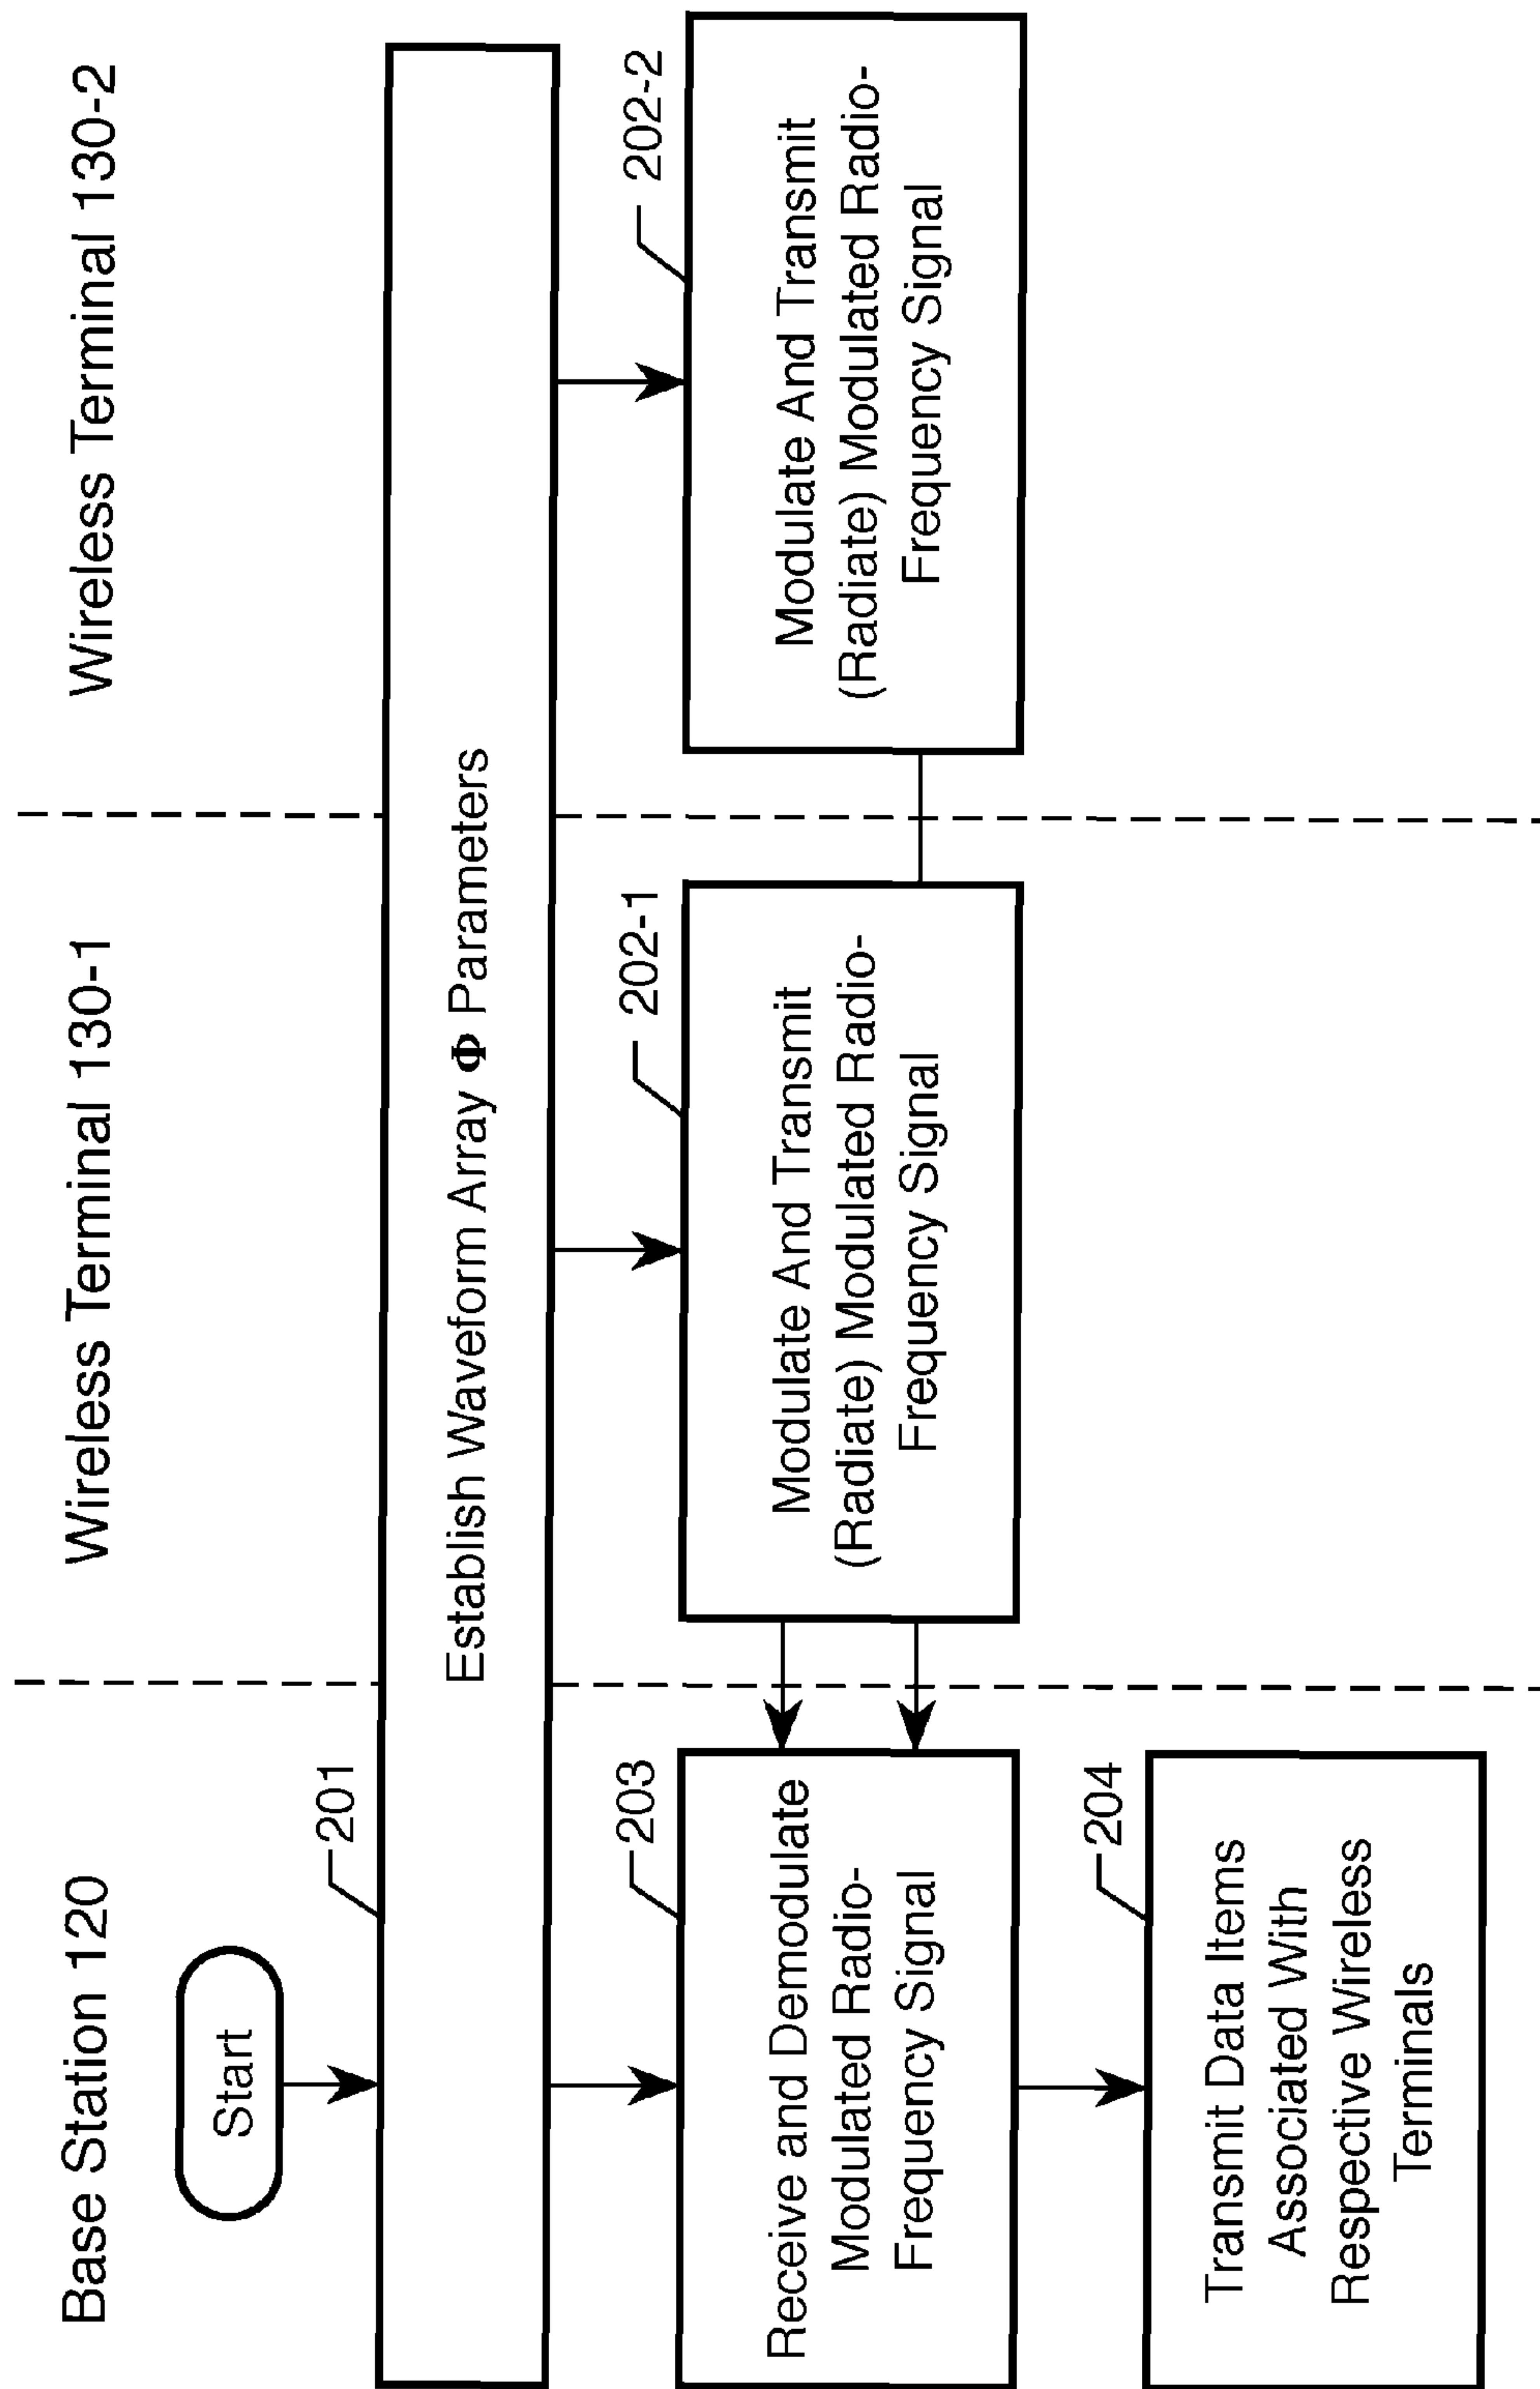 Base Station 120
Wireless Terminal 130-1
Wireless Terminal 130-2
Start
201
Establish Waveform Array Φ Parameters
203
202-1
202-2
Receive and Demodulate
Modulated Radio-
Frequency Signal
Modulate And Transmit
(Radiate) Modulated Radio-
Frequency Signal
Modulate And Transmit
(Radiate) Modulated Radio-
Frequency Signal
204
Transmit Data Items
Associated With
Respective Wireless
Terminals